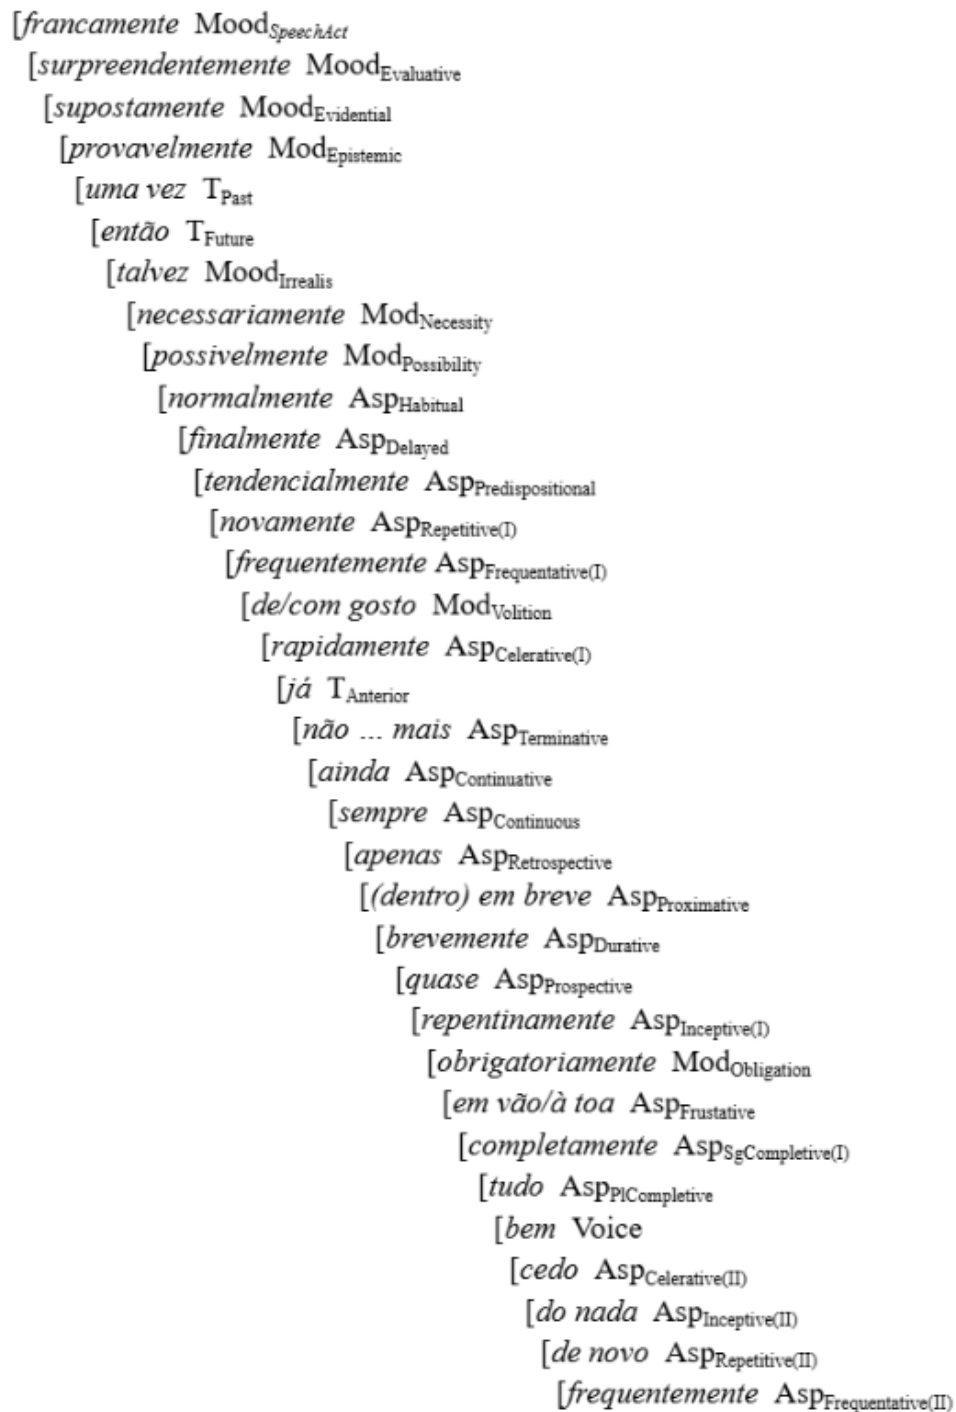 [francamente Mood_SpeechAct
[surpreendentemente Mood_Evaluative
[supostamente Mood_Evidential
[provavelmente Mod_Epistemic
[uma vez T_Past
[então T_Future
[talvez Mood_Irrealis
[necessariamente Mod_Necessity
[possivelmente Mod_Possibility
[normalmente Asp_Habitual
[finalmente Asp_Delayed
[tendencialmente Asp_Predispositional
[novamente Asp_Repetitive(I)
[frequentemente Asp_Frequentative(I)
[de/com gosto Mod_Volition
[rapidamente Asp_Celerative(I)
[já T_Anterior
[não ... mais Asp_Terminative
[ainda Asp_Continuative
[sempre Asp_Continuous
[apenas Asp_Retrospective
[(dentro) em breve Asp_Proximative
[brevemente Asp_Durative
[quase Asp_Prospective
[repentinamente Asp_Inceptive(I)
[obrigatoriamente Mod_Obligation
[em vão/à toa Asp_Frustative
[completamente Asp_SgCompletive(I)
[tudo Asp_PlCompletive
[bem Voice
[cedo Asp_Celerative(II)
[do nada Asp_Inceptive(II)
[de novo Asp_Repetitive(II)
[frequentemente Asp_Frequentative(II)